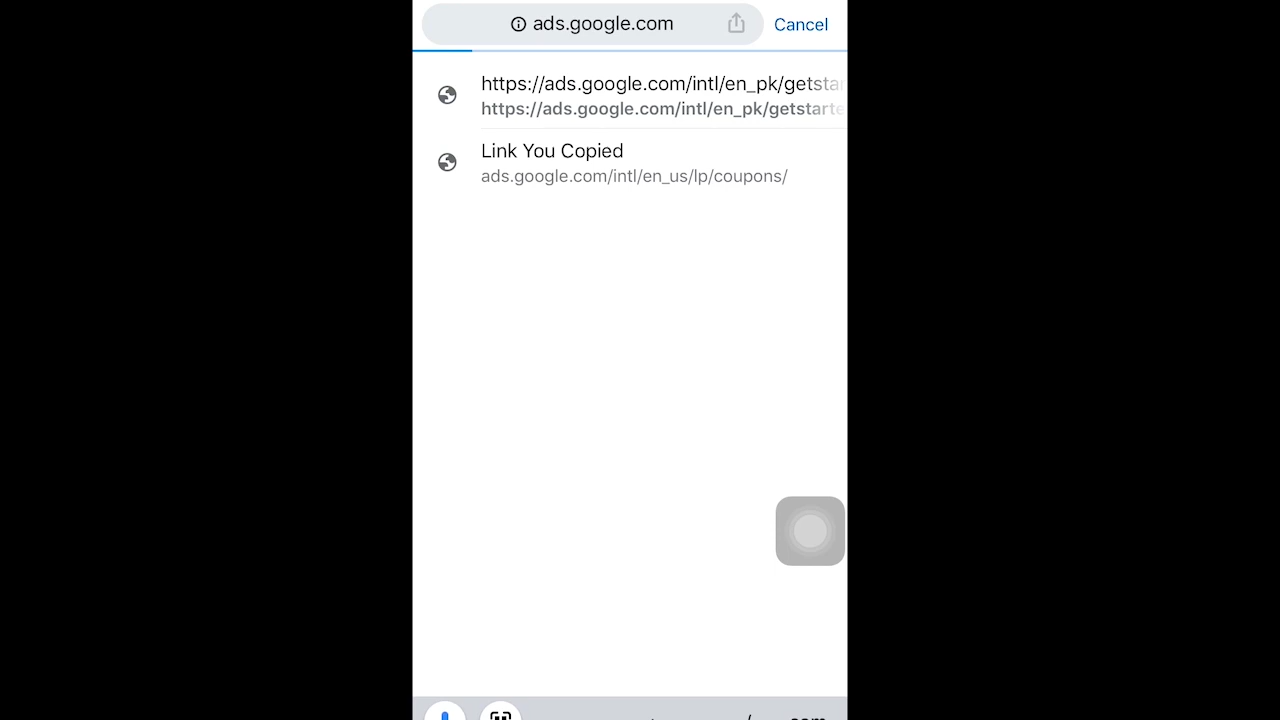 ads.google.com
Cancel
https://ads.google.com/intl/en_pk/getstar
https://ads.google.com/intl/en_pk/getstarte
Link You Copied
ads.google.com/intl/en_us/lp/coupons/